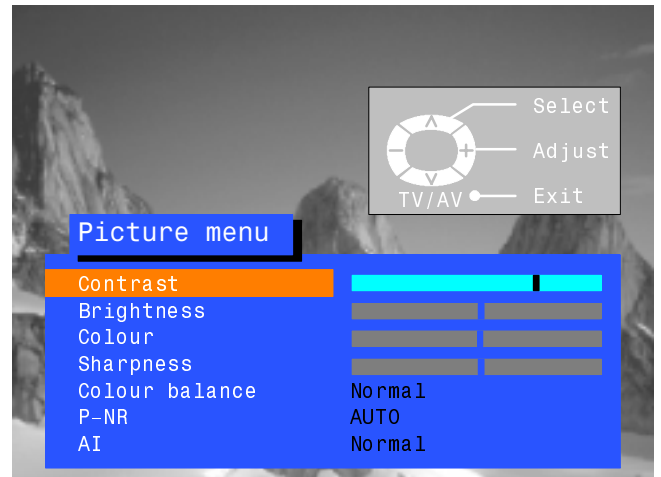 Select
Adjust
TV/AV Exit
Picture menu
Contrast
Brightness
Colour
Sharpness
Colour balance Normal
P-NR AUTO
AI Normal